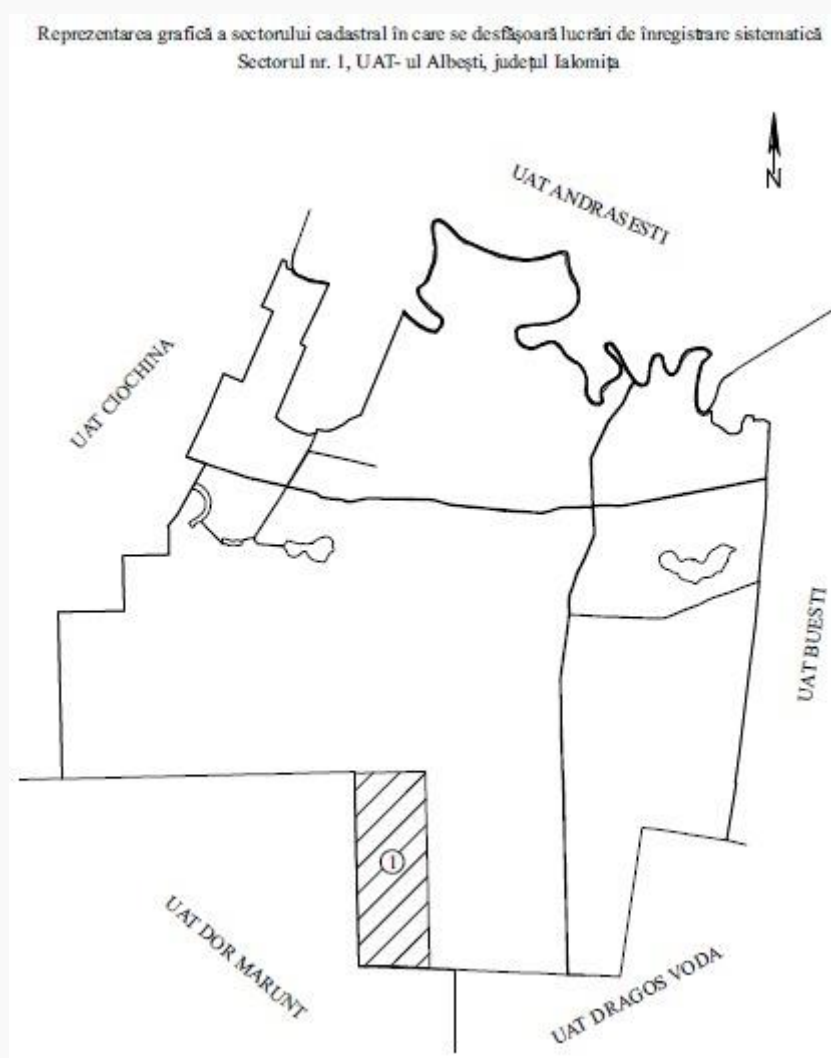 Reprezentarea grafică a sectorului cadastral în care se desfășoară lucrări de înregistrare sistematică
Sectorul nr. 1, UAT- ul Albești, județul Ialomița
N
UAT ANDRASESTI
UAT CIOCHINA
UAT BUESTI
1
UAT DOR MARUNT
UAT DRAGOS VODA